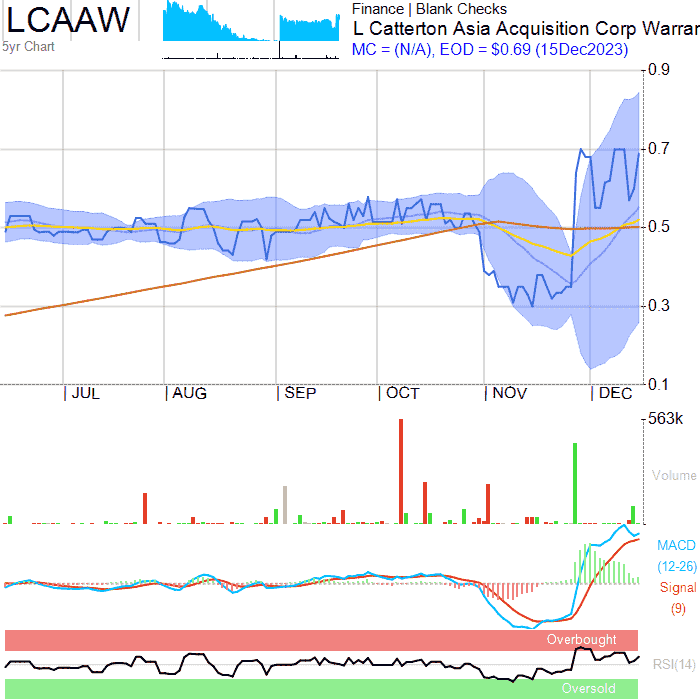 LCAAW
5yr Chart
Finance | Blank Checks
L Catterton Asia Acquisition Corp Warrar
MC = (N/A), EOD = $0.69 (15Dec2023)
0.9
0.7
0.5
0.3
0.1
JUL AUG SEP OCT NOV DEC
563k
Volume
MACD
(12-26)
Signal
(9)
Overbought
RSI(14)
Oversold